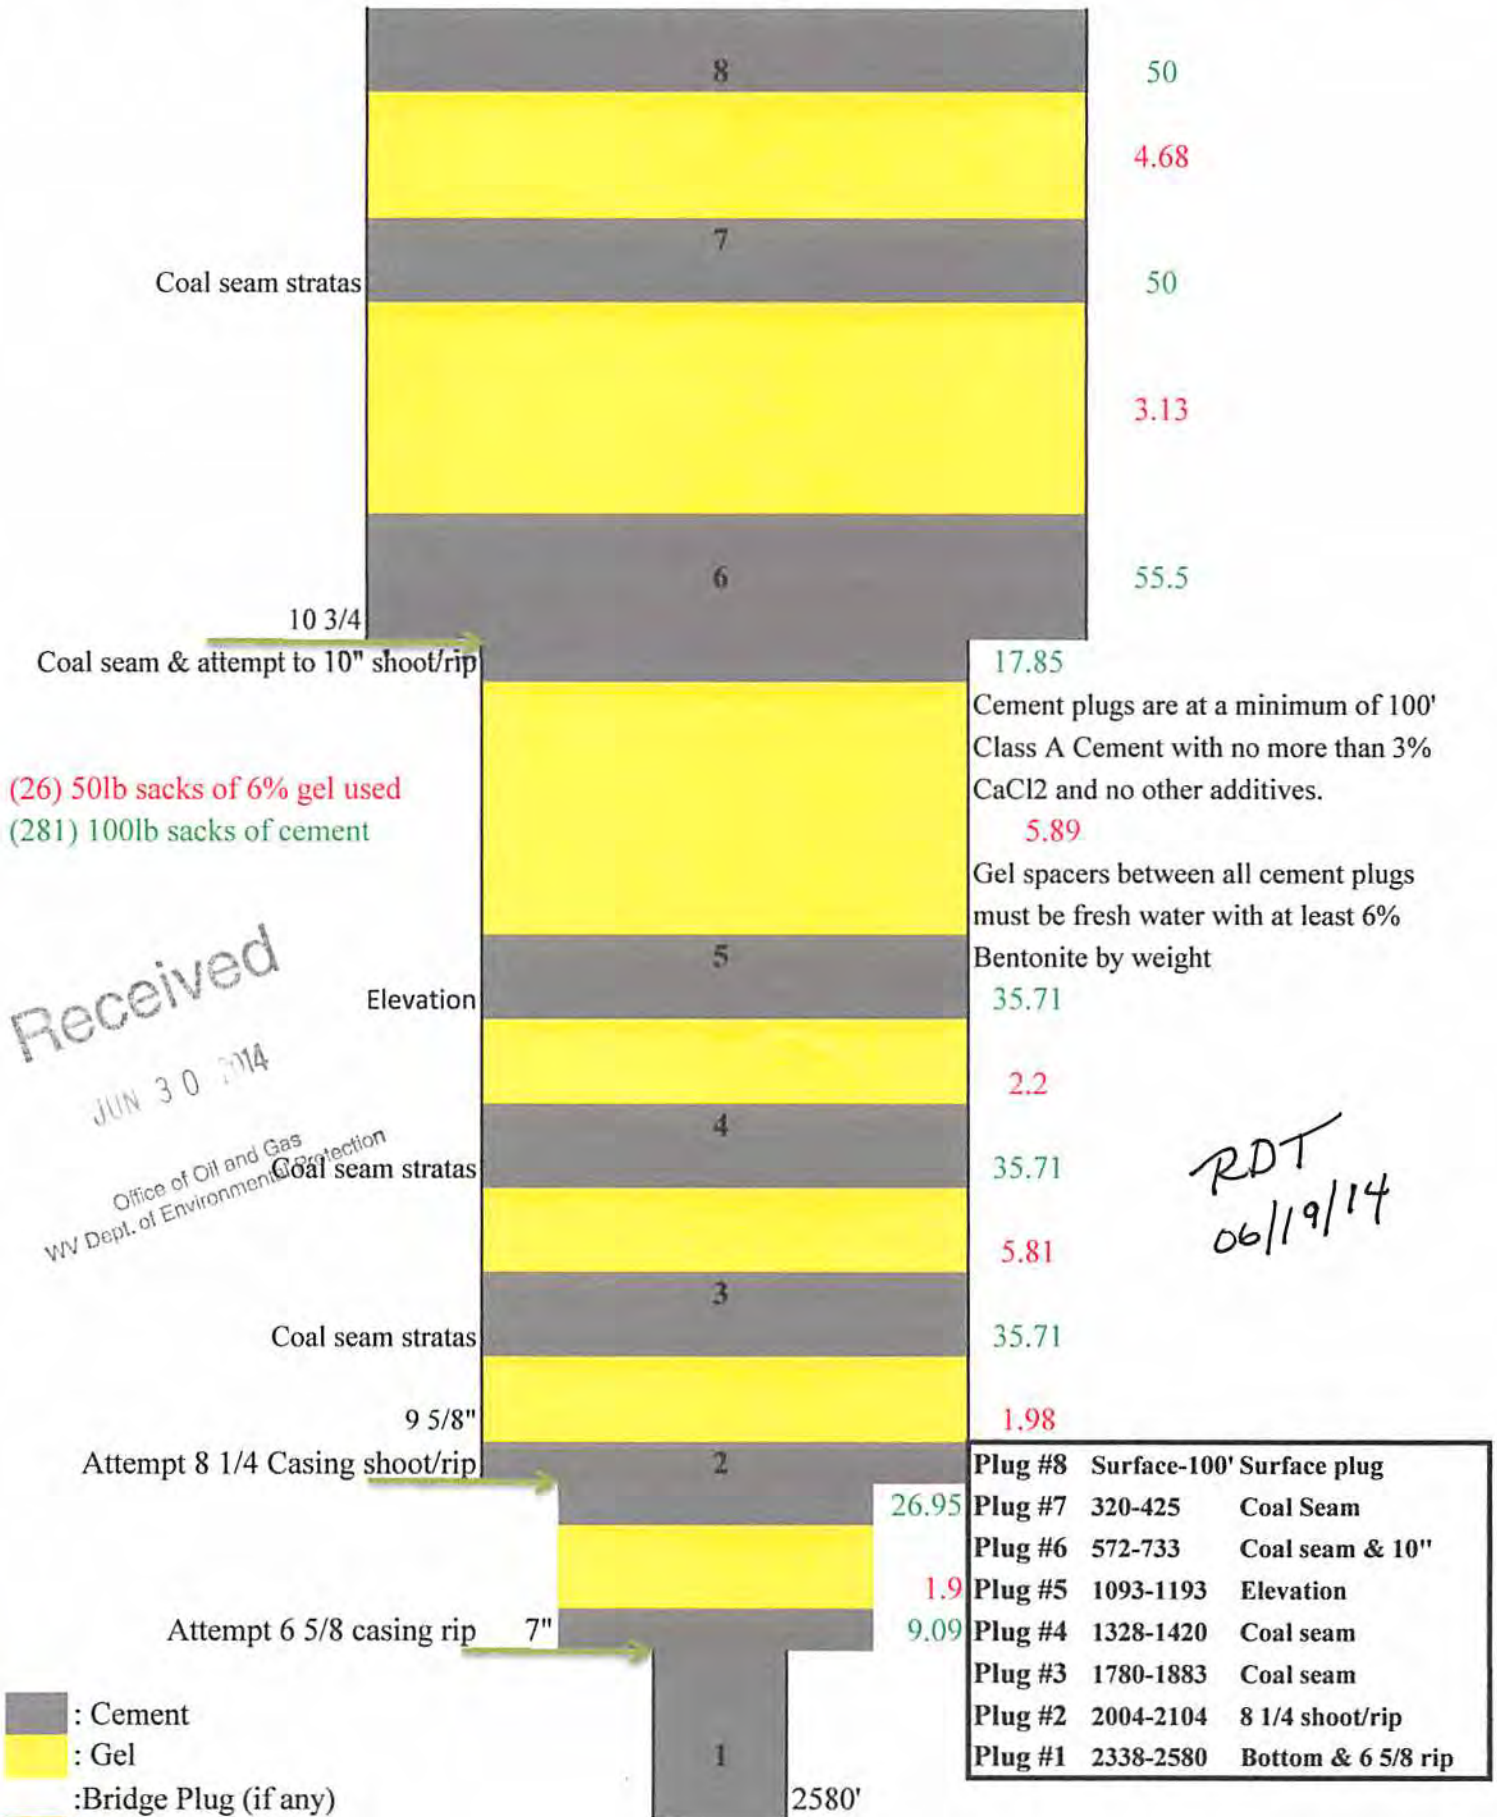 8
50
4.68
7
Coal seam stratas
50
3.13
6
55.5
10 3/4
Coal seam & attempt to 10" shoot/rip
17.85
Cement plugs are at a minimum of 100'
Class A Cement with no more than 3%
CaCl2 and no other additives.
(26) 50lb sacks of 6% gel used
(281) 100lb sacks of cement
5.89
Gel spacers between all cement plugs
must be fresh water with at least 6%
Bentonite by weight
5
Received
Elevation
35.71
JUN 30 2014
2.2
4
Office of Oil and Gas
WV Dept. of Environmental Protection
Coal seam stratas
35.71
RDT
06/19/14
5.81
3
Coal seam stratas
35.71
9 5/8"
1.98
Attempt 8 1/4 Casing shoot/rip
2
Plug #8 Surface-100' Surface plug
26.95
Plug #7 320-425 Coal Seam
Plug #6 572-733 Coal seam & 10"
1.9
Plug #5 1093-1193 Elevation
Attempt 6 5/8 casing rip 7"
9.09
Plug #4 1328-1420 Coal seam
Plug #3 1780-1883 Coal seam
Plug #2 2004-2104 8 1/4 shoot/rip
Plug #1 2338-2580 Bottom & 6 5/8 rip
: Cement
: Gel
1
:Bridge Plug (if any)
2580'